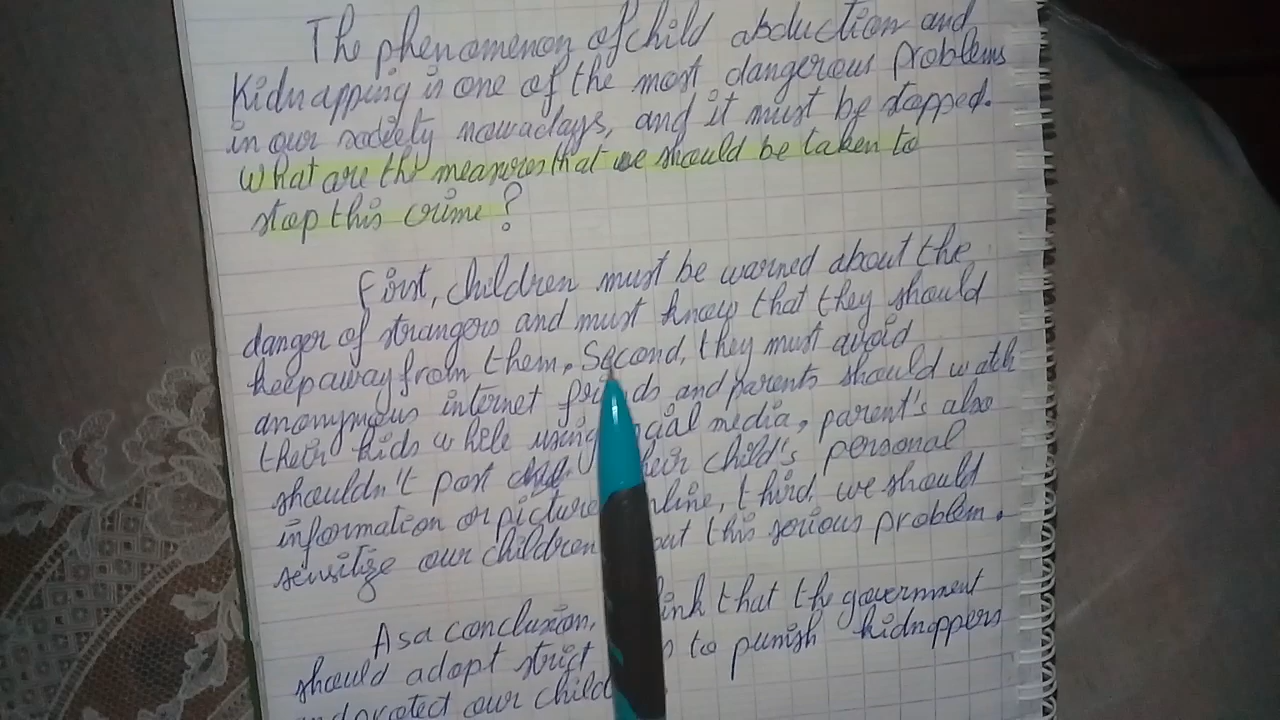 The phenomenon of child abduction and
Kidnapping is one of the most dangerous problems
in our society nowadays, and it must be stopped.
What are the measures that we should be taken to
stop this crime ?
First, children must be warned about the
danger of strangers and must know that they should
keep away from them. Second, they must avoid
anonymous internet and parents should watch
their kids while using media, parent's also
shouldn't post their child's personal
information or picture online, third, we should
sensitize our children this serious problem.
As a conclusion, that the government
should adopt strict to punish kidnappers
and protect our